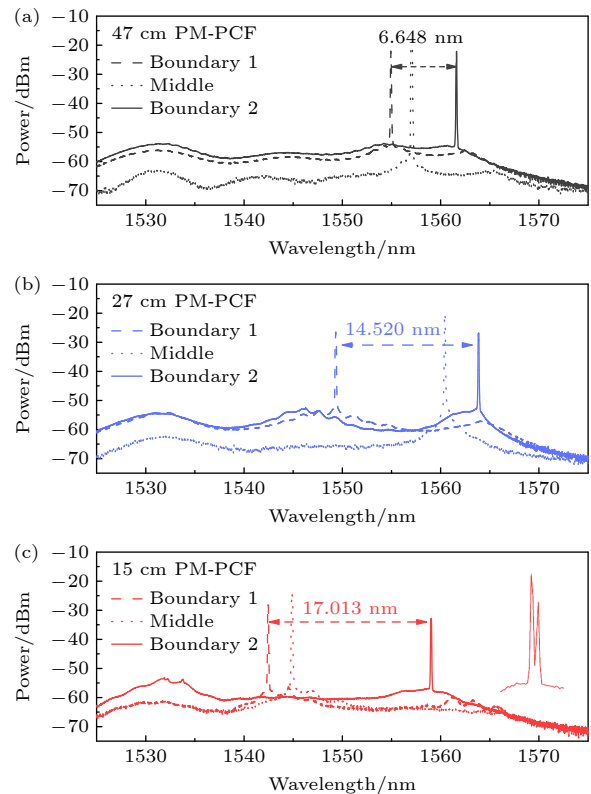 (a)
−10
−20
−30
−40
−50
−60
−70
Power/dBm
47 cm PM-PCF
Boundary 1
Middle
Boundary 2
6.648 nm
1530 1540 1550 1560 1570
Wavelength/nm
(b)
−10
−20
−30
−40
−50
−60
−70
Power/dBm
27 cm PM-PCF
Boundary 1
Middle
Boundary 2
14.520 nm
1530 1540 1550 1560 1570
Wavelength/nm
(c)
−10
−20
−30
−40
−50
−60
−70
Power/dBm
15 cm PM-PCF
Boundary 1
Middle
Boundary 2
17.013 nm
1530 1540 1550 1560 1570
Wavelength/nm